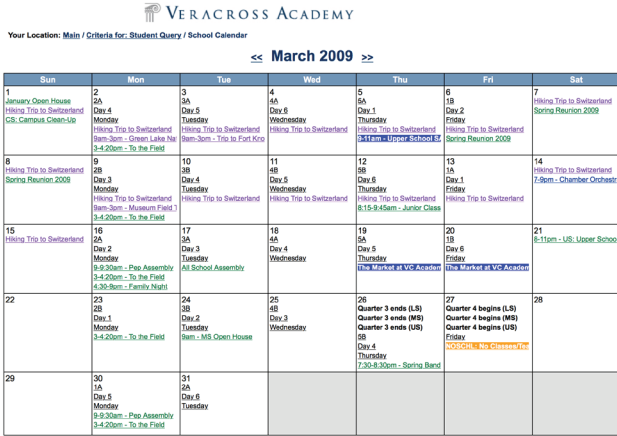 VERACROSS ACADEMY
Your Location: Main / Criteria for: Student Query / School Calendar
<< March 2009 >>
Sun Mon Tue Wed Thu Fri Sat
1
January Open House
Hiking Trip to Switzerland
CS: Campus Clean-Up
2
2A
Day 4
Monday
Hiking Trip to Switzerland
9am-3pm - Green Lake Na
3-4:20pm - To the Field
3
3A
Day 5
Tuesday
Hiking Trip to Switzerland
9am-3pm - Trip to Fort Kno
4
4A
Day 6
Wednesday
Hiking Trip to Switzerland
5
5A
Day 1
Thursday
Hiking Trip to Switzerland
9-11am - Upper School SA
6
1B
Day 2
Friday
Hiking Trip to Switzerland
Spring Reunion 2009
7
Hiking Trip to Switzerland
Spring Reunion 2009
8
Hiking Trip to Switzerland
Spring Reunion 2009
9
2B
Day 3
Monday
Hiking Trip to Switzerland
9am-3pm - Museum Field T
3-4:20pm - To the Field
10
3B
Day 4
Tuesday
Hiking Trip to Switzerland
11
4B
Day 5
Wednesday
Hiking Trip to Switzerland
12
5B
Day 6
Thursday
Hiking Trip to Switzerland
8:15-9:45am - Junior Class
13
1A
Day 1
Friday
Hiking Trip to Switzerland
14
Hiking Trip to Switzerland
7-9pm - Chamber Orchestr
15
Hiking Trip to Switzerland
16
2A
Day 2
Monday
9-9:30am - Pep Assembly
3-4:20pm - To the Field
4:30-9pm - Family Night
17
3A
Day 3
Tuesday
All School Assembly
18
4A
Day 4
Wednesday
19
5A
Day 5
Thursday
The Market at VC Academ
20
1B
Day 6
Friday
The Market at VC Academ
21
8-11pm - US: Upper Schoo
22
23
2B
Day 1
Monday
3-4:20pm - To the Field
24
3B
Day 2
Tuesday
9am - MS Open House
25
4B
Day 3
Wednesday
26
Quarter 3 ends (LS)
Quarter 3 ends (MS)
Quarter 3 ends (US)
5B
Day 4
Thursday
7:30-8:30pm - Spring Band
27
Quarter 4 begins (LS)
Quarter 4 begins (MS)
Quarter 4 begins (US)
Friday
NOSCHL: No Classes/Tea
28
29
30
1A
Day 5
Monday
9-9:30am - Pep Assembly
3-4:20pm - To the Field
31
2A
Day 6
Tuesday